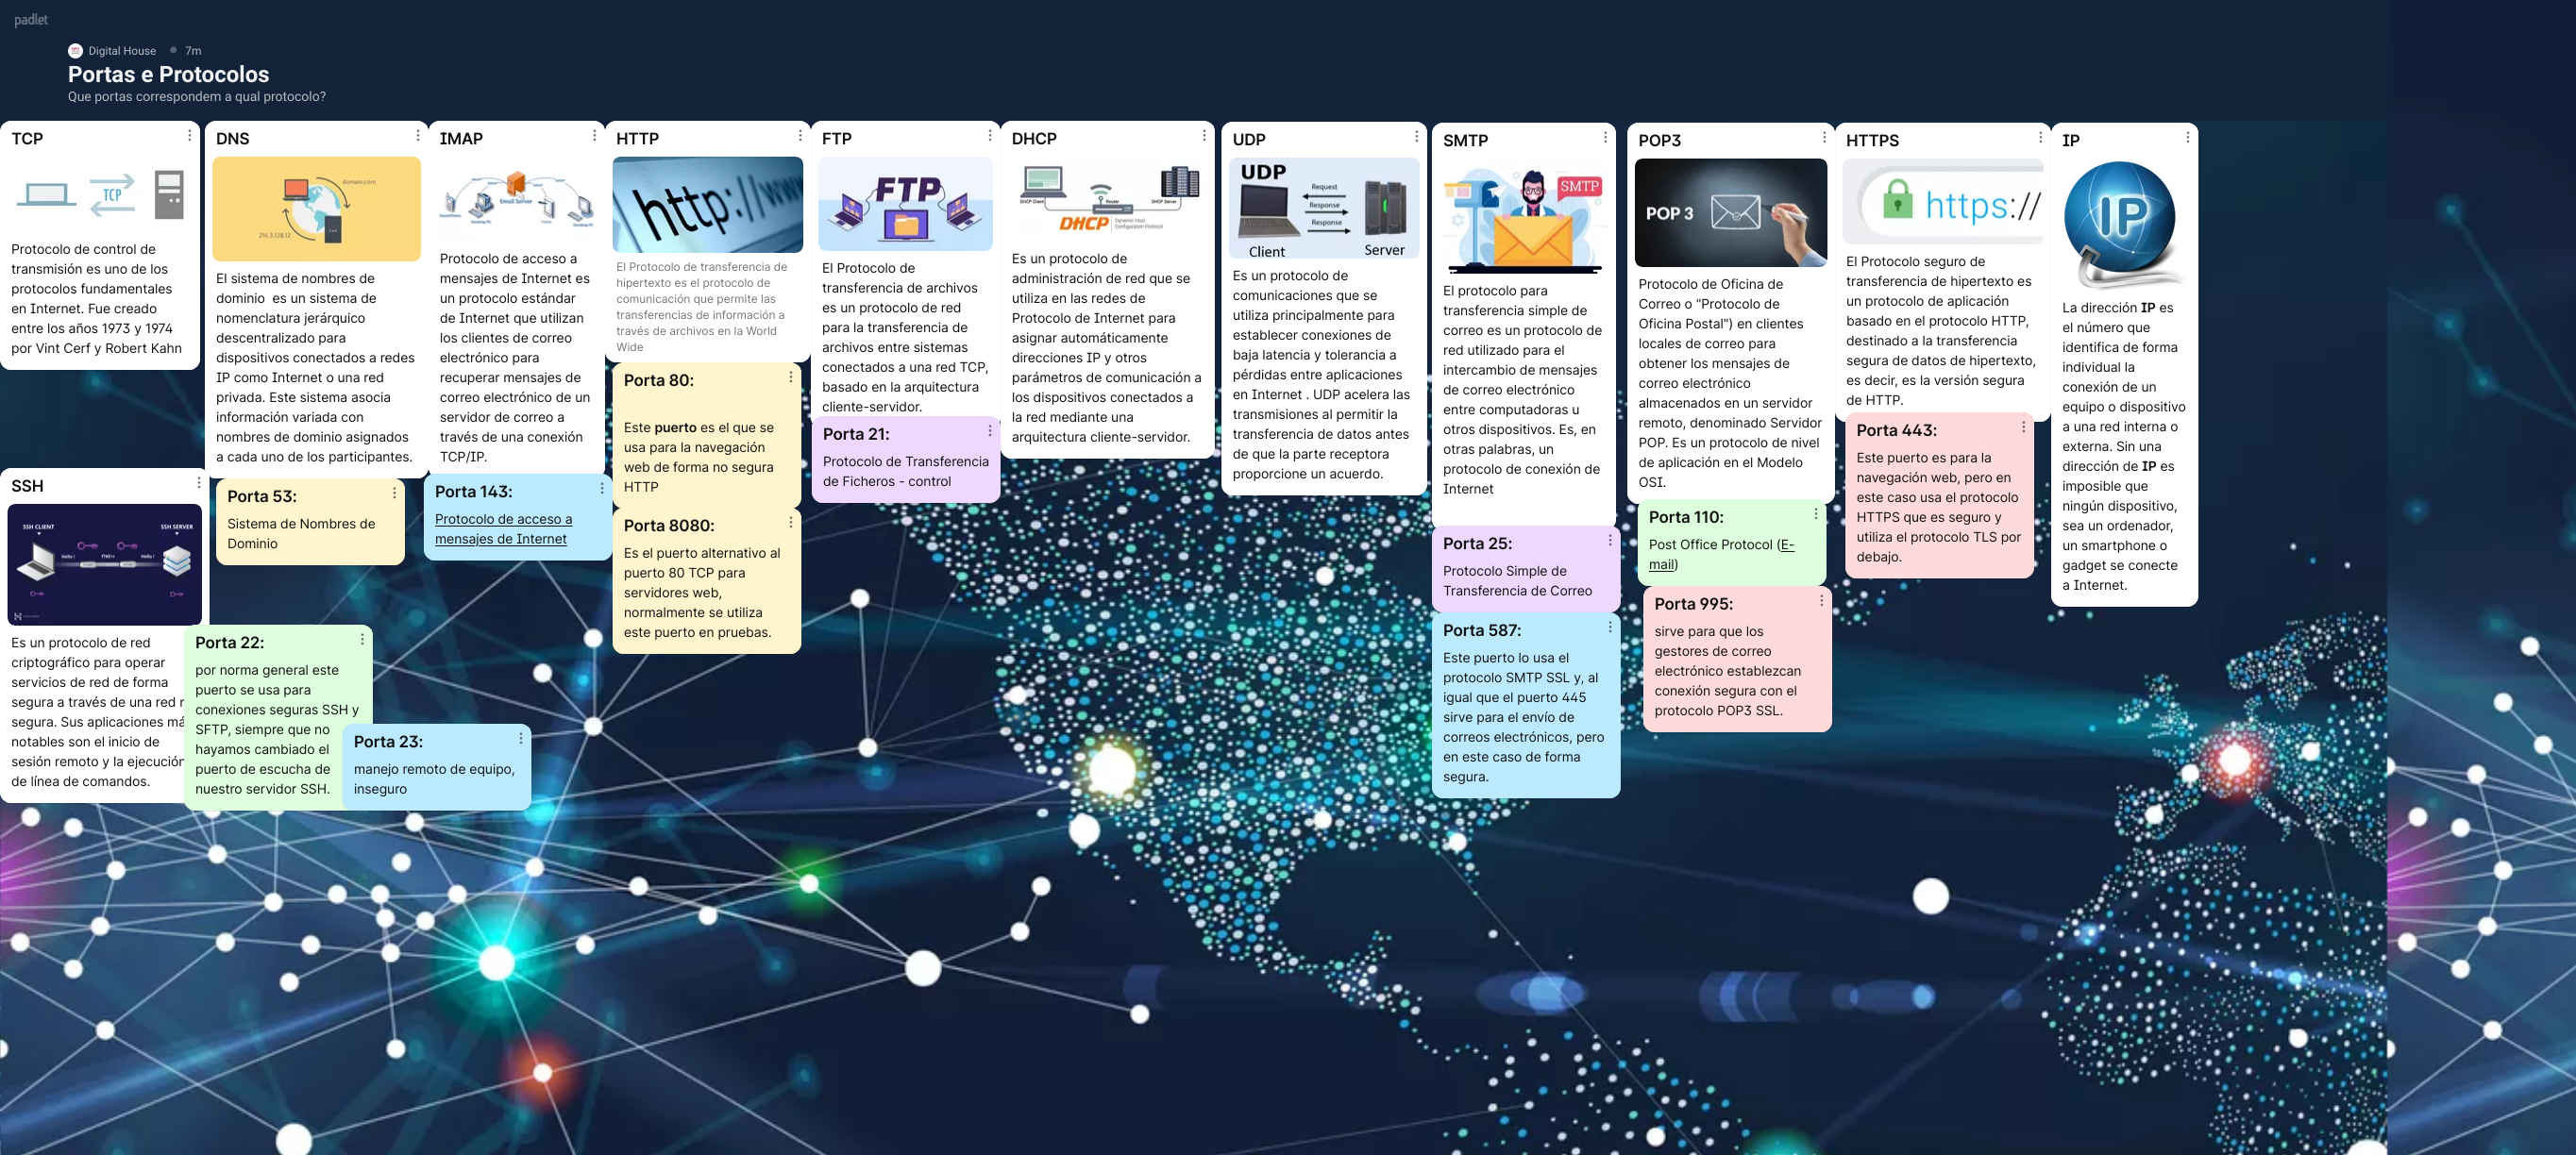 padlet
Digital House
7m
Portas e Protocolos
Que portas correspondem a qual protocolo?
TCP
TCP
Protocolo de control de
transmisión es uno de los
protocolos fundamentales
en Internet. Fue creado
entre los años 1973 y 1974
por Vint Cerf y Robert Kahn
SSH
SSH CLIENT
SSH SERVER
Es un protocolo de red
criptográfico para operar
servicios de red de forma
segura a través de una red
segura. Sus aplicaciones
notables son el inicio de
sesión remoto y la ejecución
de línea de comandos.
Porta 22:
por norma general este
puerto se usa para
conexiones seguras SSH y
SFTP, siempre que no
hayamos cambiado el
puerto de escucha de
nuestro servidor SSH.
Porta 23:
manejo remoto de equipo,
inseguro
DNS
domain.com
216.3.128.12
El sistema de nombres de
dominio  es un sistema de
nomenclatura jerárquico
descentralizado para
dispositivos conectados a redes
IP como Internet o una red
privada. Este sistema asocia
información variada con
nombres de dominio asignados
a cada uno de los participantes.
Porta 53:
Sistema de Nombres de
Dominio
IMAP
Email Server
Protocolo de acceso a
mensajes de Internet es
un protocolo estándar
de Internet que utilizan
los clientes de correo
electrónico para
recuperar mensajes de
correo electrónico de un
servidor de correo a
través de una conexión
TCP/IP.
Porta 143:
Protocolo de acceso a
mensajes de Internet
HTTP
http://www
El Protocolo de transferencia de
hipertexto es el protocolo de
comunicación que permite las
transferencias de información a
través de archivos en la World
Wide
Porta 80:
Este puerto es el que se
usa para la navegación
web de forma no segura
HTTP
Porta 8080:
Es el puerto alternativo al
puerto 80 TCP para
servidores web,
normalmente se utiliza
este puerto en pruebas.
FTP
FTP
El Protocolo de
transferencia de archivos
es un protocolo de red
para la transferencia de
archivos entre sistemas
conectados a una red TCP,
basado en la arquitectura
cliente-servidor.
Porta 21:
Protocolo de Transferencia
de Ficheros - control
DHCP
DHCP Client
Router
DHCP Server
DHCP
Dynamic Host
Configuration Protocol
Es un protocolo de
administración de red que se
utiliza en las redes de
Protocolo de Internet para
asignar automáticamente
direcciones IP y otros
parámetros de comunicación a
los dispositivos conectados a
la red mediante una
arquitectura cliente-servidor.
UDP
UDP
Request
Response
Response
Client
Server
Es un protocolo de
comunicaciones que se
utiliza principalmente para
establecer conexiones de
baja latencia y tolerancia a
pérdidas entre aplicaciones
en Internet . UDP acelera las
transmisiones al permitir la
transferencia de datos antes
de que la parte receptora
proporcione un acuerdo.
SMTP
SMTP
El protocolo para
transferencia simple de
correo es un protocolo de
red utilizado para el
intercambio de mensajes
de correo electrónico
entre computadoras u
otros dispositivos. Es, en
otras palabras, un
protocolo de conexión de
Internet
Porta 25:
Protocolo Simple de
Transferencia de Correo
Porta 587:
Este puerto lo usa el
protocolo SMTP SSL y, al
igual que el puerto 445
sirve para el envío de
correos electrónicos, pero
en este caso de forma
segura.
POP3
POP 3
Protocolo de Oficina de
Correo o "Protocolo de
Oficina Postal") en clientes
locales de correo para
obtener los mensajes de
correo electrónico
almacenados en un servidor
remoto, denominado Servidor
POP. Es un protocolo de nivel
de aplicación en el Modelo
OSI.
Porta 110:
Post Office Protocol (E-
mail)
Porta 995:
sirve para que los
gestores de correo
electrónico establezcan
conexión segura con el
protocolo POP3 SSL.
HTTPS
https://
El Protocolo seguro de
transferencia de hipertexto es
un protocolo de aplicación
basado en el protocolo HTTP,
destinado a la transferencia
segura de datos de hipertexto,
es decir, es la versión segura
de HTTP.
Porta 443:
Este puerto es para la
navegación web, pero en
este caso usa el protocolo
HTTPS que es seguro y
utiliza el protocolo TLS por
debajo.
IP
IP
La dirección IP es
el número que
identifica de forma
individual la
conexión de un
equipo o dispositivo
a una red interna o
externa. Sin una
dirección de IP es
imposible que
ningún dispositivo,
sea un ordenador,
un smartphone o
gadget se conecte
a Internet.